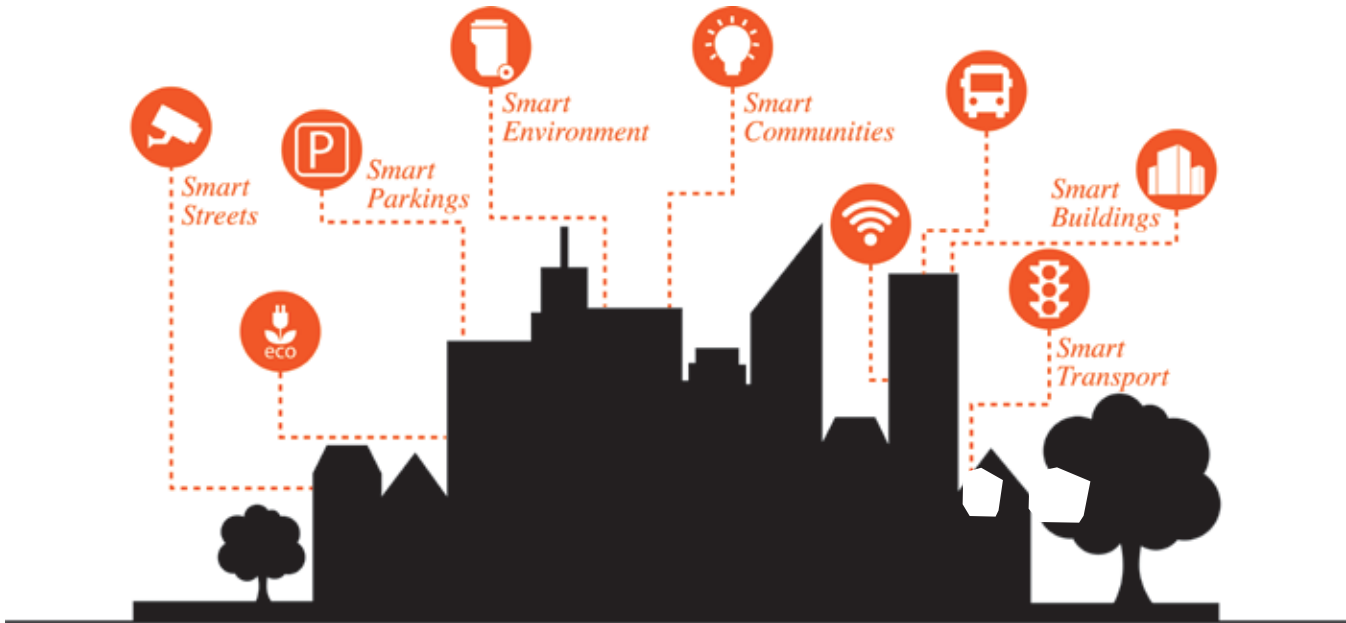 Smart
Environment
Smart
Communities
P
Smart
Parkings
Smart
Streets
Smart
Buildings
eco
Smart
Transport